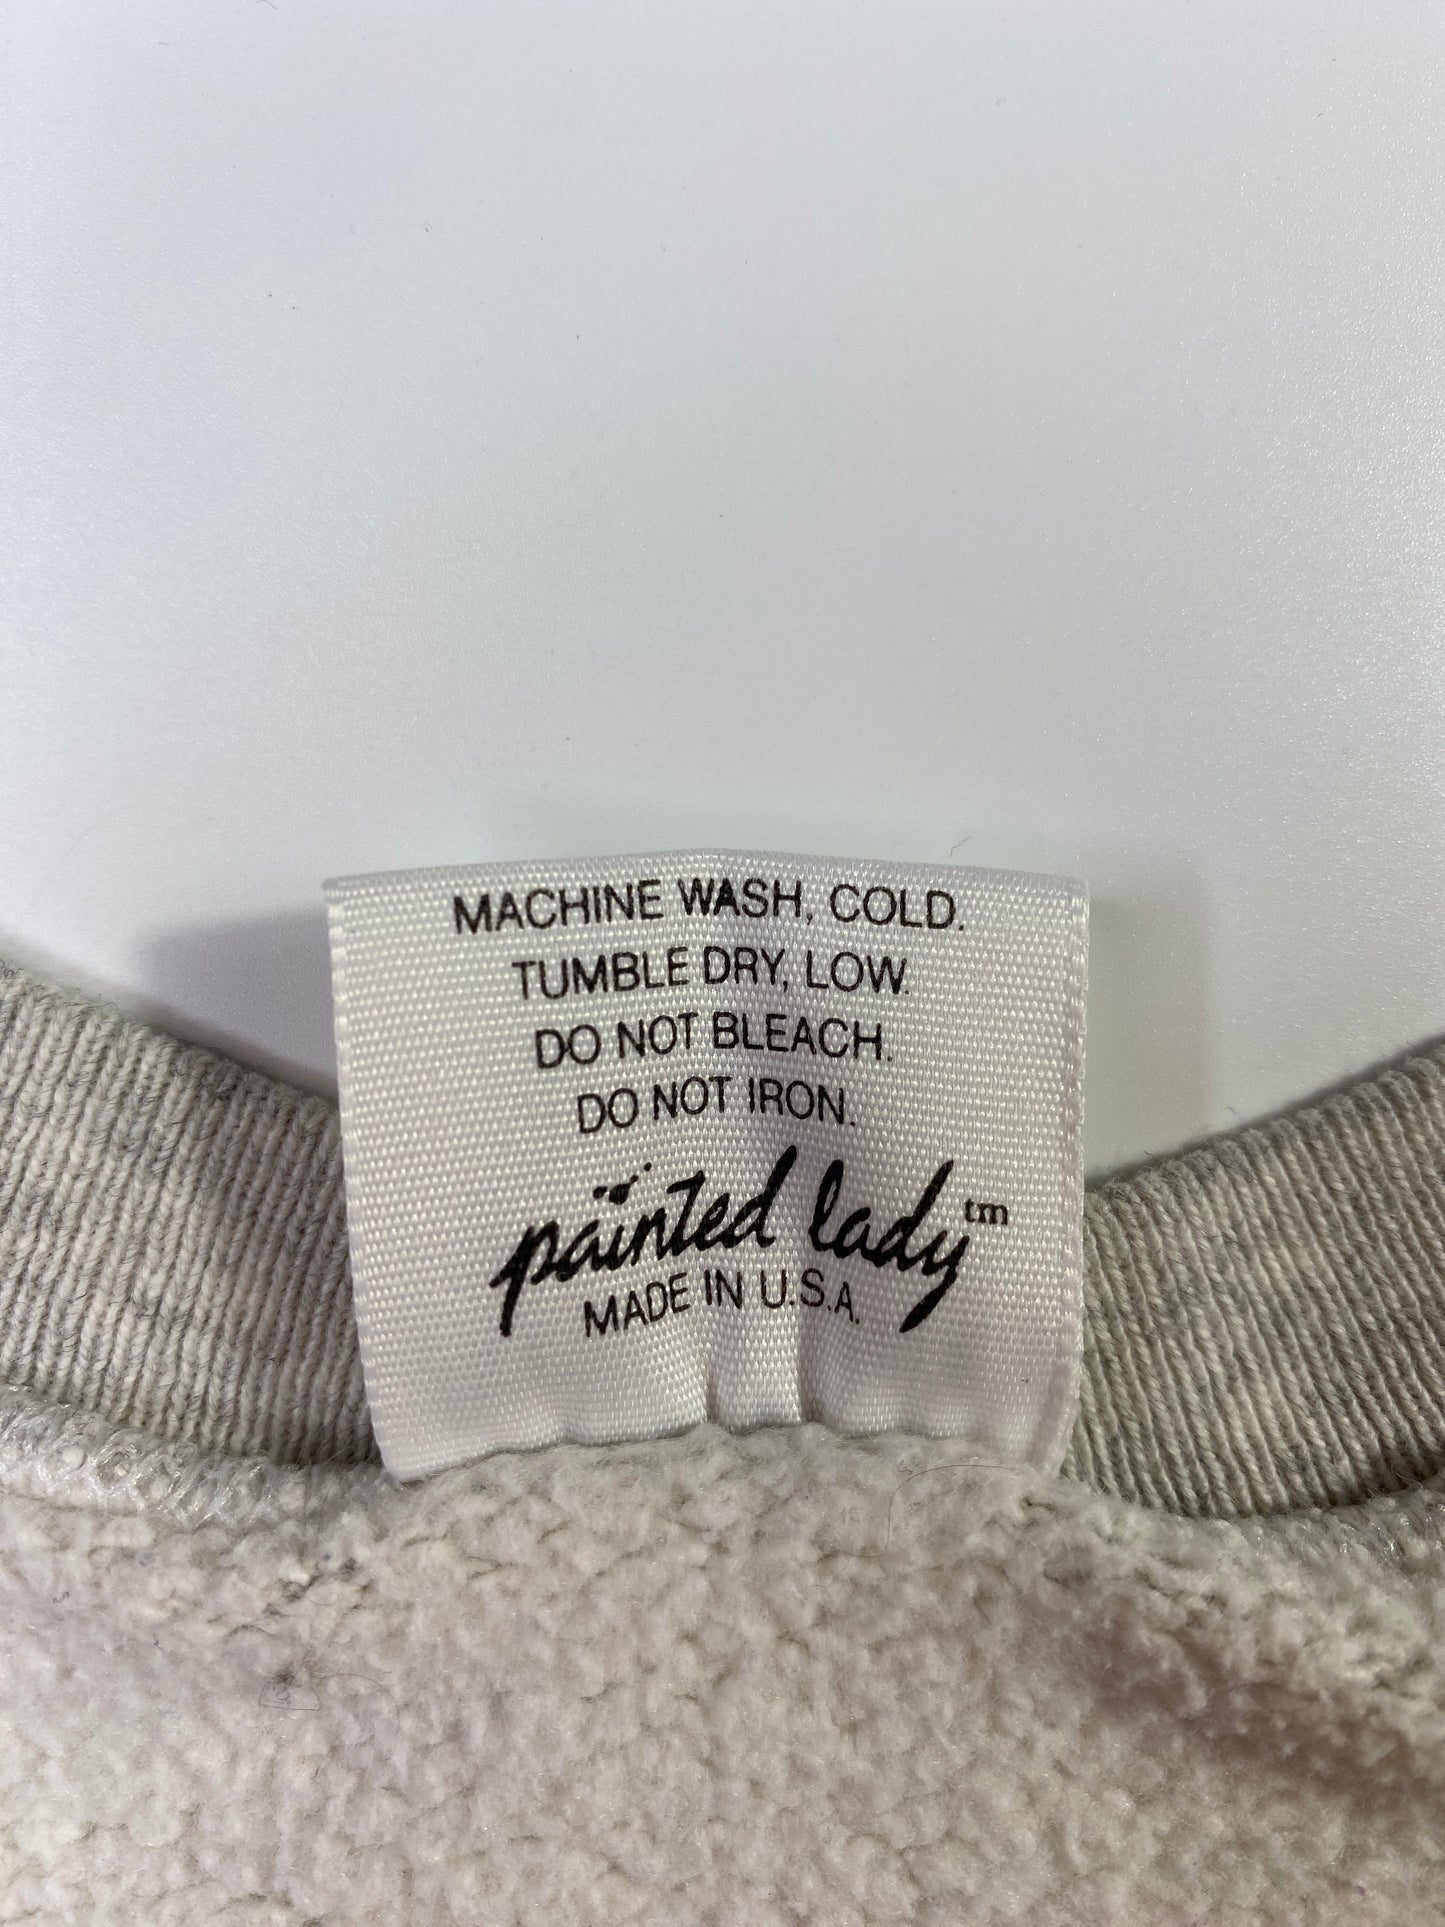 MACHINE WASH, COLD.
TUMBLE DRY, LOW.
DO NOT BLEACH.
DO NOT IRON.
painted lady tm
MADE IN U.S.A.